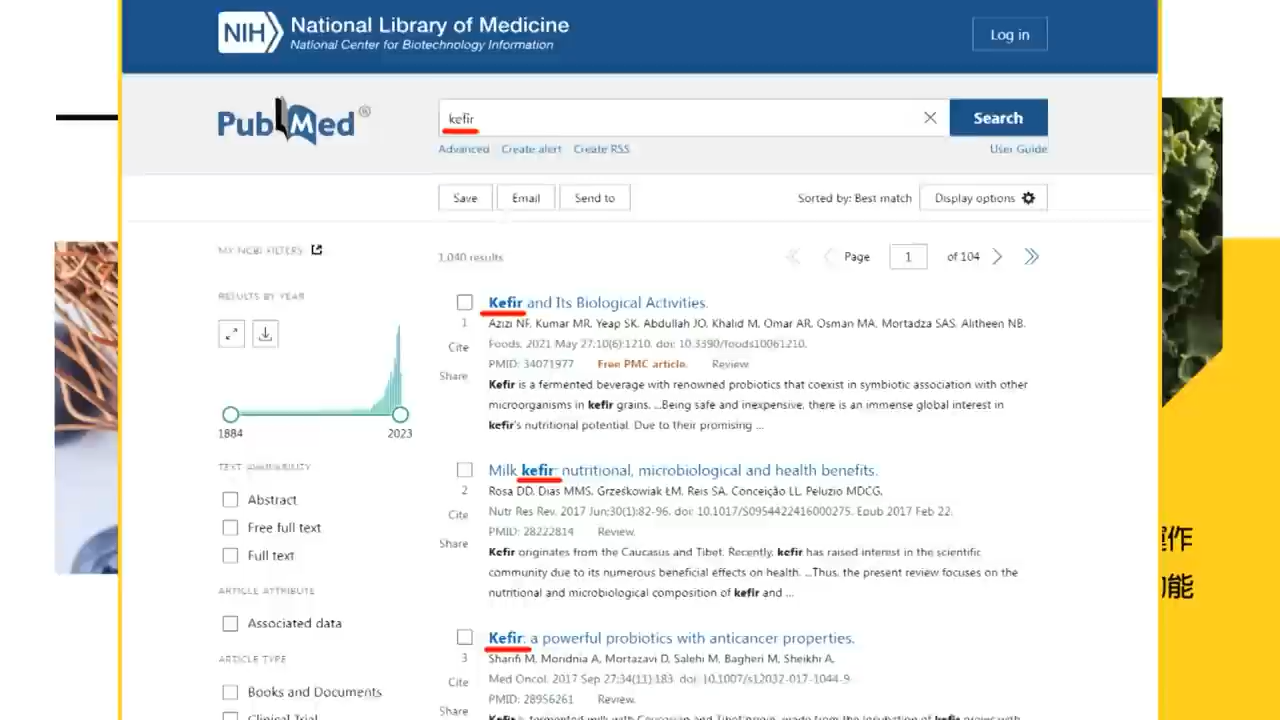 NIH National Library of Medicine
National Center for Biotechnology Information
Log in
PubMed®
kefir
Search
Advanced Create alert Create RSS
User Guide
Save Email Send to
Sorted by: Best match Display options
MY NCBI FILTERS
1,040 results
Page 1 of 104
RESULTS BY YEAR
1884 2023
TEXT AVAILABILITY
Abstract
Free full text
Full text
ARTICLE ATTRIBUTE
Associated data
ARTICLE TYPE
Books and Documents
Clinical Trial
1
Cite
Share
Kefir and Its Biological Activities.
Azizi NF, Kumar MR, Yeap SK, Abdullah JO, Khalid M, Omar AR, Osman MA, Mortadza SAS, Alitheen NB.
Foods. 2021 May 27;10(6):1210. doi: 10.3390/foods10061210.
PMID: 34071977 Free PMC article. Review.
Kefir is a fermented beverage with renowned probiotics that coexist in symbiotic association with other
microorganisms in kefir grains. ...Being safe and inexpensive, there is an immense global interest in
kefir's nutritional potential. Due to their promising ...
2
Cite
Share
Milk kefir: nutritional, microbiological and health benefits.
Rosa DD, Dias MMS, Grześkowiak ŁM, Reis SA, Conceição LL, Peluzio MDCG.
Nutr Res Rev. 2017 Jun;30(1):82-96. doi: 10.1017/S0954422416000275. Epub 2017 Feb 22.
PMID: 28222814 Review.
Kefir originates from the Caucasus and Tibet. Recently, kefir has raised interest in the scientific
community due to its numerous beneficial effects on health. ...Thus, the present review focuses on the
nutritional and microbiological composition of kefir and ...
3
Cite
Share
Kefir: a powerful probiotics with anticancer properties.
Sharifi M, Moridnia A, Mortazavi D, Salehi M, Bagheri M, Sheikhi A.
Med Oncol. 2017 Sep 27;34(11):183. doi: 10.1007/s12032-017-1044-9.
PMID: 28956261 Review.
作
能